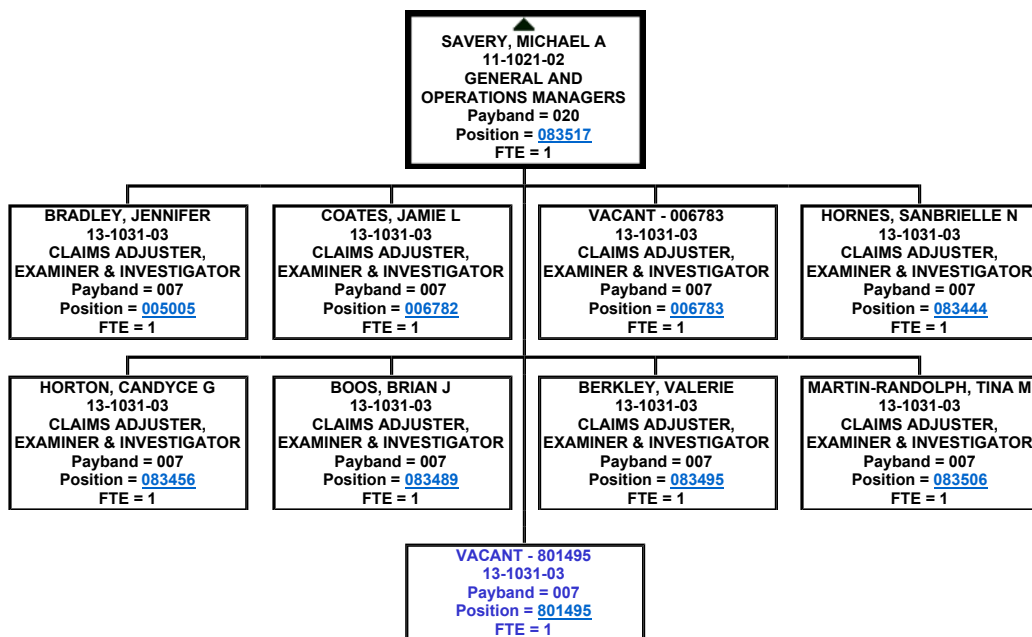 SAVERY, MICHAEL A
11-1021-02
GENERAL AND
OPERATIONS MANAGERS
Payband = 020
Position = 083517
FTE = 1
BRADLEY, JENNIFER
13-1031-03
CLAIMS ADJUSTER,
EXAMINER & INVESTIGATOR
Payband = 007
Position = 005005
FTE = 1
COATES, JAMIE L
13-1031-03
CLAIMS ADJUSTER,
EXAMINER & INVESTIGATOR
Payband = 007
Position = 006782
FTE = 1
VACANT - 006783
13-1031-03
CLAIMS ADJUSTER,
EXAMINER & INVESTIGATOR
Payband = 007
Position = 006783
FTE = 1
HORNES, SANBRIELLE N
13-1031-03
CLAIMS ADJUSTER,
EXAMINER & INVESTIGATOR
Payband = 007
Position = 083444
FTE = 1
HORTON, CANDYCE G
13-1031-03
CLAIMS ADJUSTER,
EXAMINER & INVESTIGATOR
Payband = 007
Position = 083456
FTE = 1
BOOS, BRIAN J
13-1031-03
CLAIMS ADJUSTER,
EXAMINER & INVESTIGATOR
Payband = 007
Position = 083489
FTE = 1
BERKLEY, VALERIE
13-1031-03
CLAIMS ADJUSTER,
EXAMINER & INVESTIGATOR
Payband = 007
Position = 083495
FTE = 1
MARTIN-RANDOLPH, TINA M
13-1031-03
CLAIMS ADJUSTER,
EXAMINER & INVESTIGATOR
Payband = 007
Position = 083506
FTE = 1
VACANT - 801495
13-1031-03
Payband = 007
Position = 801495
FTE = 1